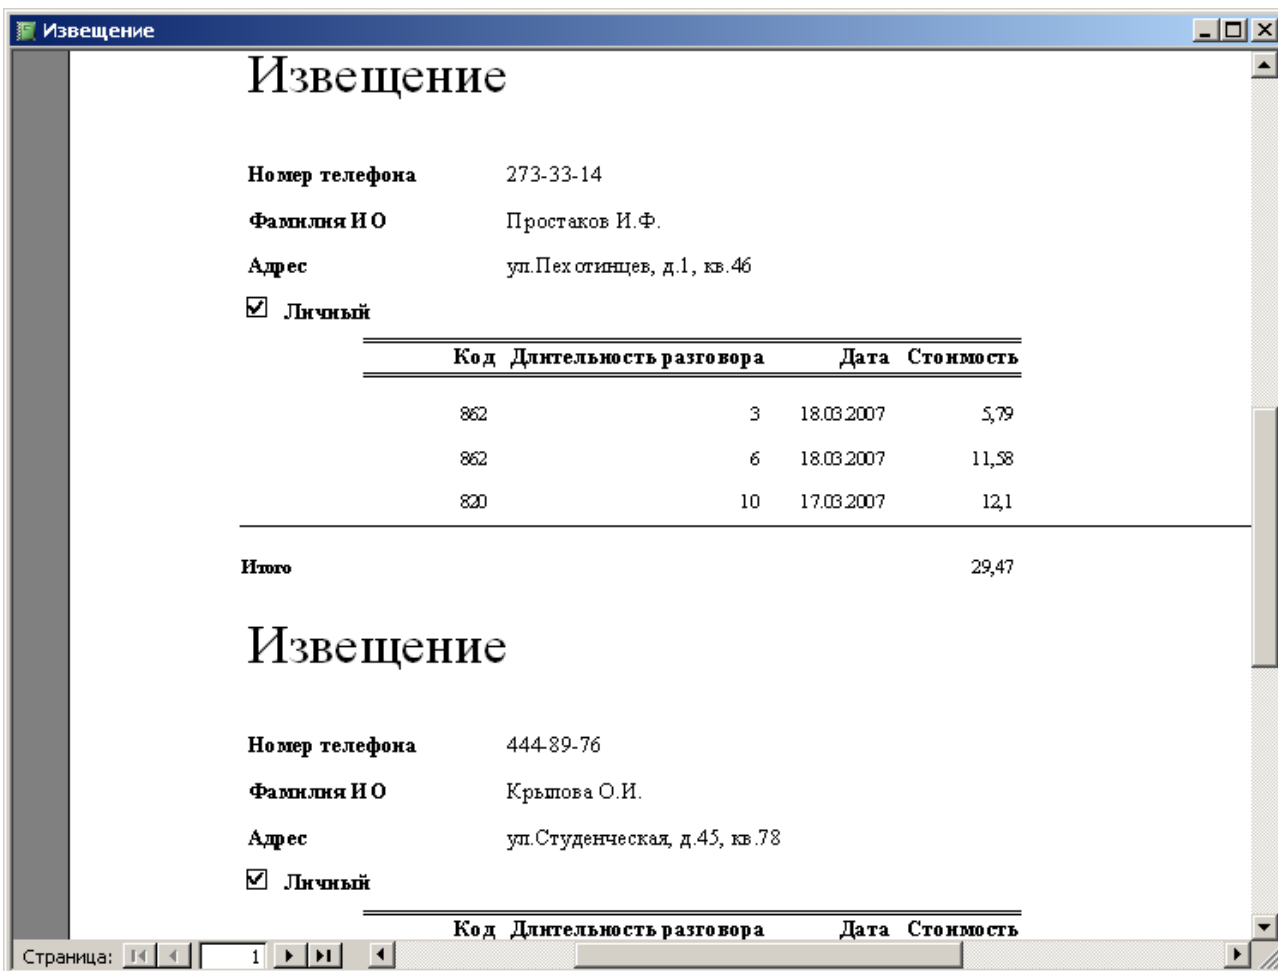 Извещение
Извещение
Номер телефона 273-33-14
Фамилия И О Простаков И.Ф.
Адрес ул.Пехотинцев, д.1, кв.46
Личный
Код Длительность разговора Дата Стоимость
862 3 18.03.2007 5,79
862 6 18.03.2007 11,58
820 10 17.03.2007 12,1
Итого 29,47
Извещение
Номер телефона 444-89-76
Фамилия И О Крылова О.И.
Адрес ул.Студенческая, д.45, кв.78
Личный
Код Длительность разговора Дата Стоимость
Страница: 1